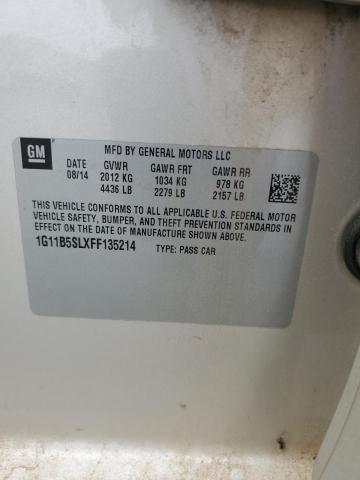 GM
MFD BY GENERAL MOTORS LLC
DATE GVWR GAWR FRT GAWR RR
08/14 2012 KG 1034 KG 978 KG
4436 LB 2279 LB 2157 LB
THIS VEHICLE CONFORMS TO ALL APPLICABLE U.S. FEDERAL MOTOR
VEHICLE SAFETY, BUMPER, AND THEFT PREVENTION STANDARDS IN
EFFECT ON THE DATE OF MANUFACTURE SHOWN ABOVE.
1G11B5SLXFF135214 TYPE: PASS CAR